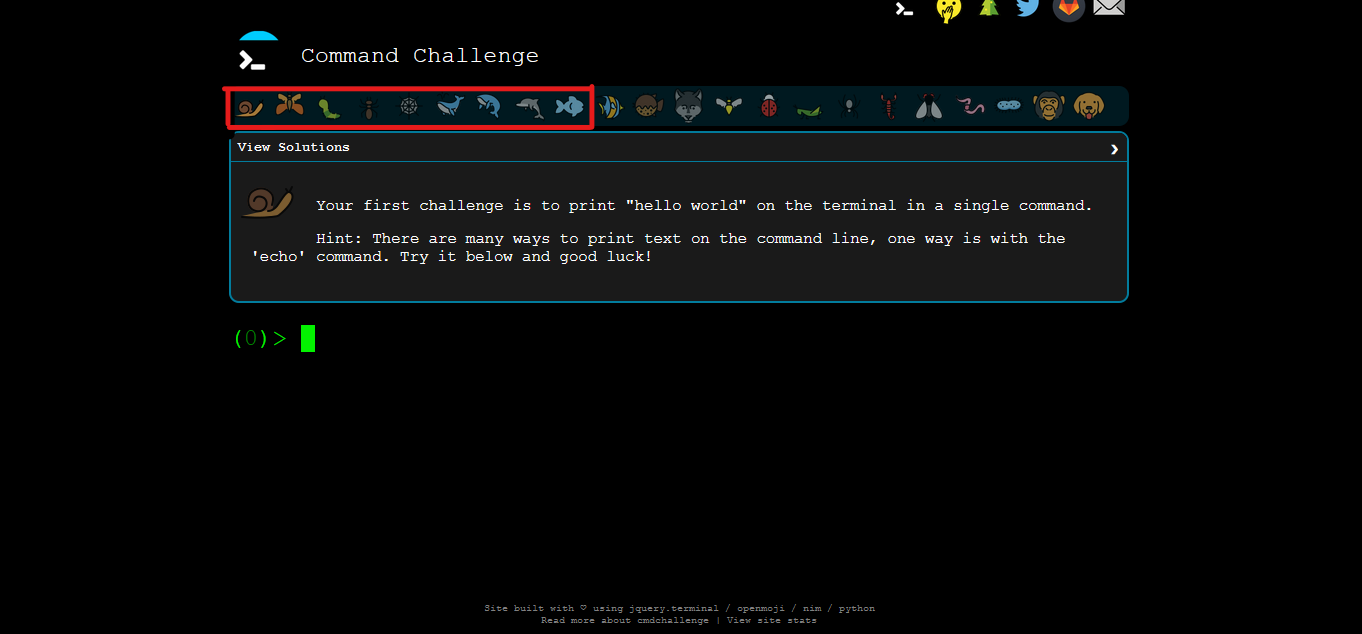 Command Challenge
View Solutions
Your first challenge is to print "hello world" on the terminal in a single command.
Hint: There are many ways to print text on the command line, one way is with the
'echo' command. Try it below and good luck!
(0)>
Site built with ♡ using jquery.terminal / openmoji / nim / python
Read more about cmdchallenge | View site stats